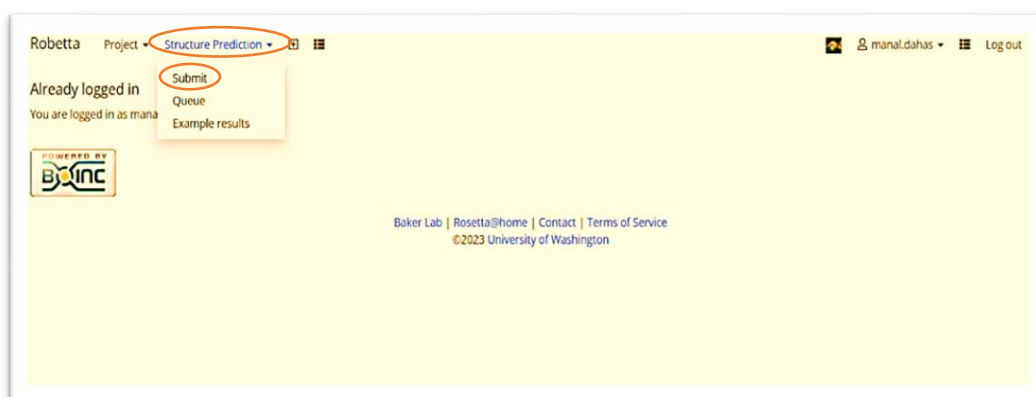 Robetta Project Structure Prediction manal.dahas Log out
Submit
Already logged in
Queue
You are logged in as mana
Example results
POWERED BY
BOINC
Baker Lab | Rosetta@home | Contact | Terms of Service
©2023 University of Washington